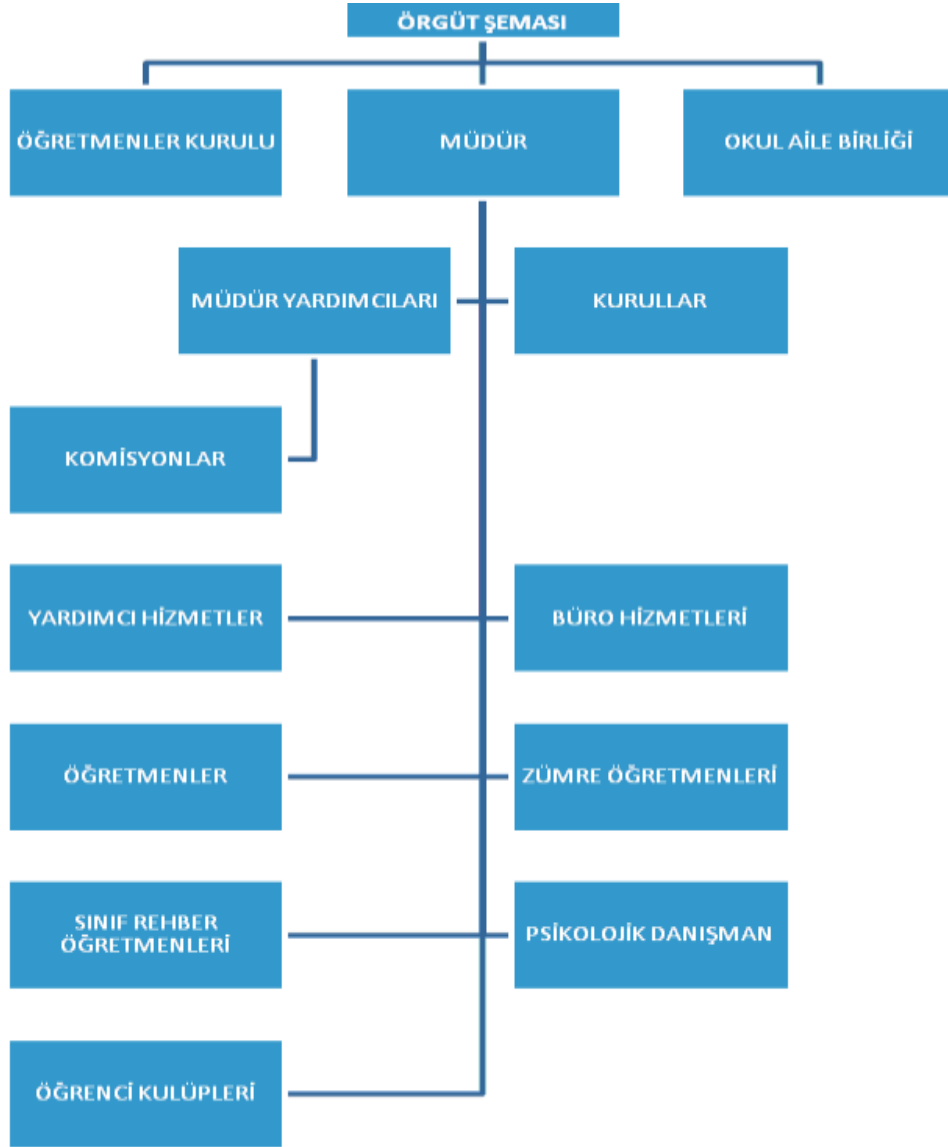 ÖRGÜT ŞEMASI
ÖĞRETMENLER KURULU
MÜDÜR
OKUL AİLE BİRLİĞİ
MÜDÜR YARDIMCILARI
KURULLAR
KOMİSYONLAR
YARDIMCI HİZMETLER
BÜRO HİZMETLERİ
ÖĞRETMENLER
ZÜMRE ÖĞRETMENLERİ
SINIF REHBER
ÖĞRETMENLERİ
PSİKOLOJİK DANIŞMAN
ÖĞRENCİ KULÜPLERİ